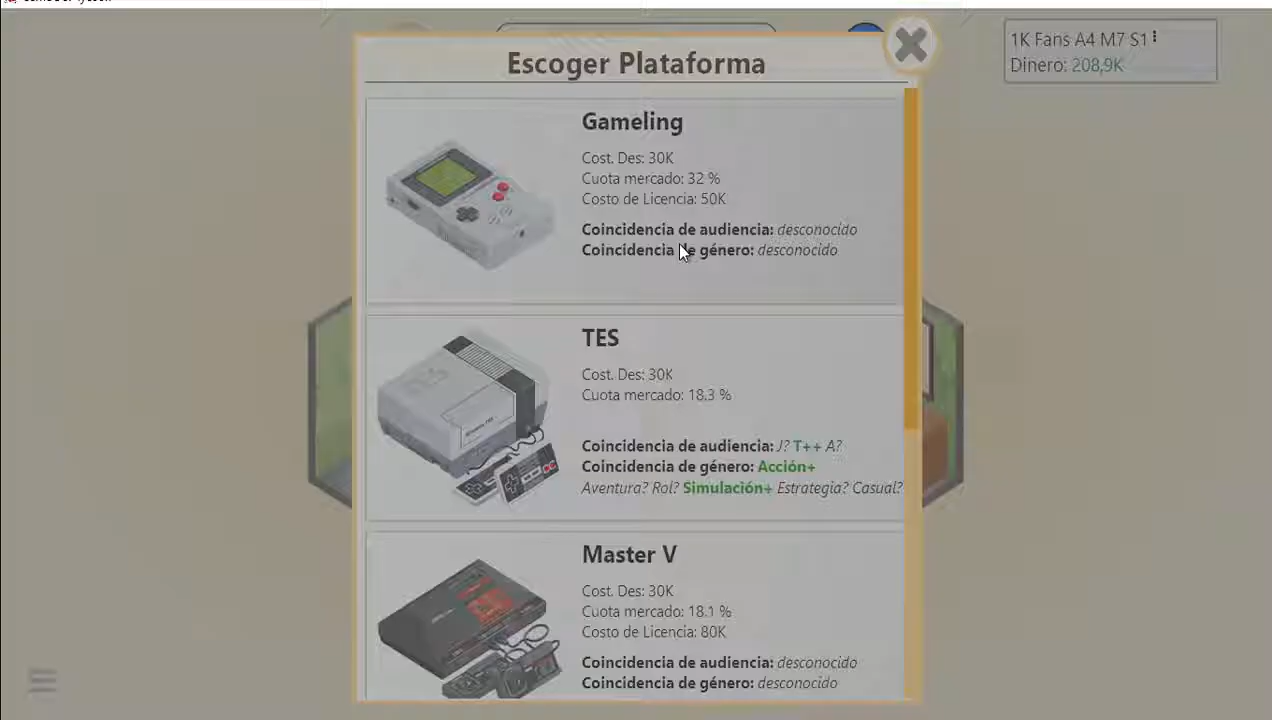 Escoger Plataforma
1K Fans A4 M7 S1
Dinero: 208,9K
Gameling
Cost. Des: 30K
Cuota mercado: 32 %
Costo de Licencia: 50K
Coincidencia de audiencia: desconocido
Coincidencia de género: desconocido
TES
Cost. Des: 30K
Cuota mercado: 18.3 %
Coincidencia de audiencia: J? T++ A?
Coincidencia de género: Acción+
Aventura? Rol? Simulación+ Estrategia? Casual?
Master V
Cost. Des: 30K
Cuota mercado: 18.1 %
Costo de Licencia: 80K
Coincidencia de audiencia: desconocido
Coincidencia de género: desconocido